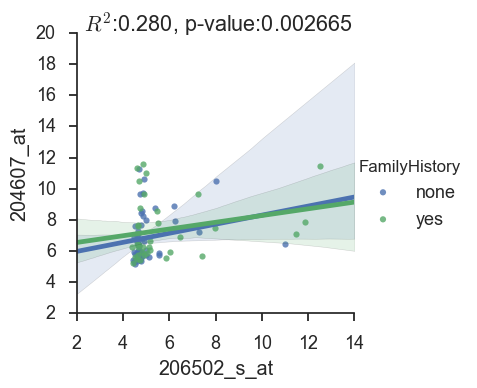 R²:0.280, p-value:0.002665
20
18
16
14
12
10
8
6
4
2
204607_at
2 4 6 8 10 12 14
206502_s_at
FamilyHistory
none
yes